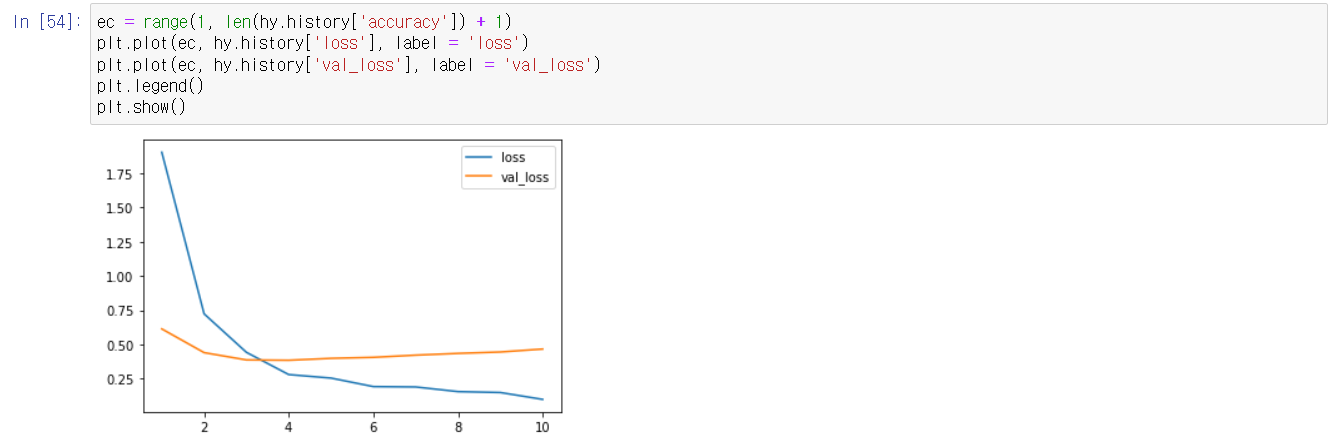 In [54]:
ec = range(1, len(hy.history['accuracy']) + 1)
plt.plot(ec, hy.history['loss'], label = 'loss')
plt.plot(ec, hy.history['val_loss'], label = 'val_loss')
plt.legend()
plt.show()
loss
val_loss
1.75
1.50
1.25
1.00
0.75
0.50
0.25
2 4 6 8 10